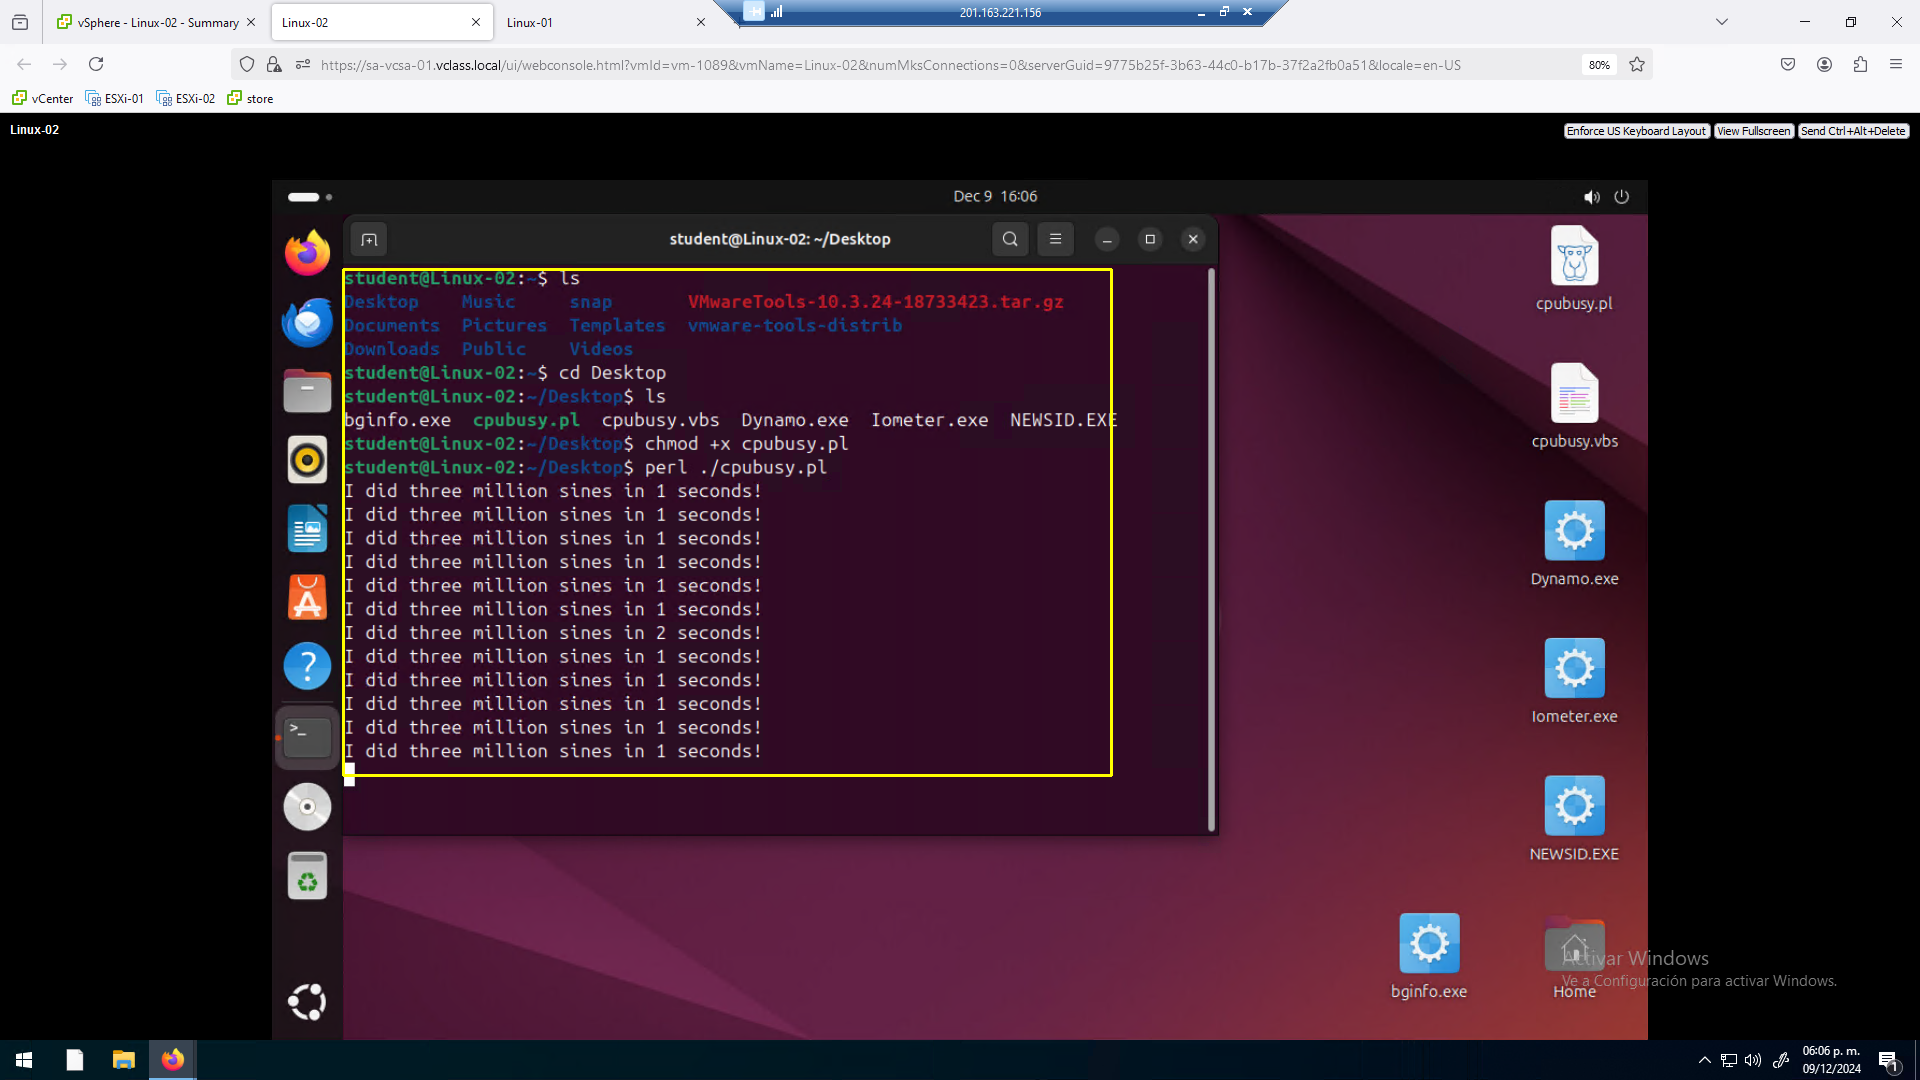 vSphere - Linux-02 - Summary
Linux-02
Linux-01
201.163.221.156
https://sa-vcsa-01.vclass.local/ui/webconsole.html?vmId=vm-1089&vmName=Linux-02&numMksConnections=0&serverGuid=9775b25f-3b63-44c0-b17b-37f2a2fb0a51&locale=en-US
80%
vCenter ESXi-01 ESXi-02 store
Linux-02
Enforce US Keyboard Layout View Fullscreen Send Ctrl+Alt+Delete
Dec 9 16:06
student@Linux-02: ~/Desktop
student@Linux-02:~$ ls
Desktop Music snap VMwareTools-10.3.24-18733423.tar.gz
Documents Pictures Templates vmware-tools-distrib
Downloads Public Videos
student@Linux-02:~$ cd Desktop
student@Linux-02:~/Desktop$ ls
bginfo.exe cpubusy.pl cpubusy.vbs Dynamo.exe Iometer.exe NEWSID.EXE
student@Linux-02:~/Desktop$ chmod +x cpubusy.pl
student@Linux-02:~/Desktop$ perl ./cpubusy.pl
I did three million sines in 1 seconds!
I did three million sines in 1 seconds!
I did three million sines in 1 seconds!
I did three million sines in 1 seconds!
I did three million sines in 1 seconds!
I did three million sines in 1 seconds!
I did three million sines in 2 seconds!
I did three million sines in 1 seconds!
I did three million sines in 1 seconds!
I did three million sines in 1 seconds!
I did three million sines in 1 seconds!
I did three million sines in 1 seconds!
cpubusy.pl
cpubusy.vbs
Dynamo.exe
Iometer.exe
NEWSID.EXE
bginfo.exe
Home
Activar Windows
Ve a Configuración para activar Windows.
06:06 p. m.
09/12/2024
1